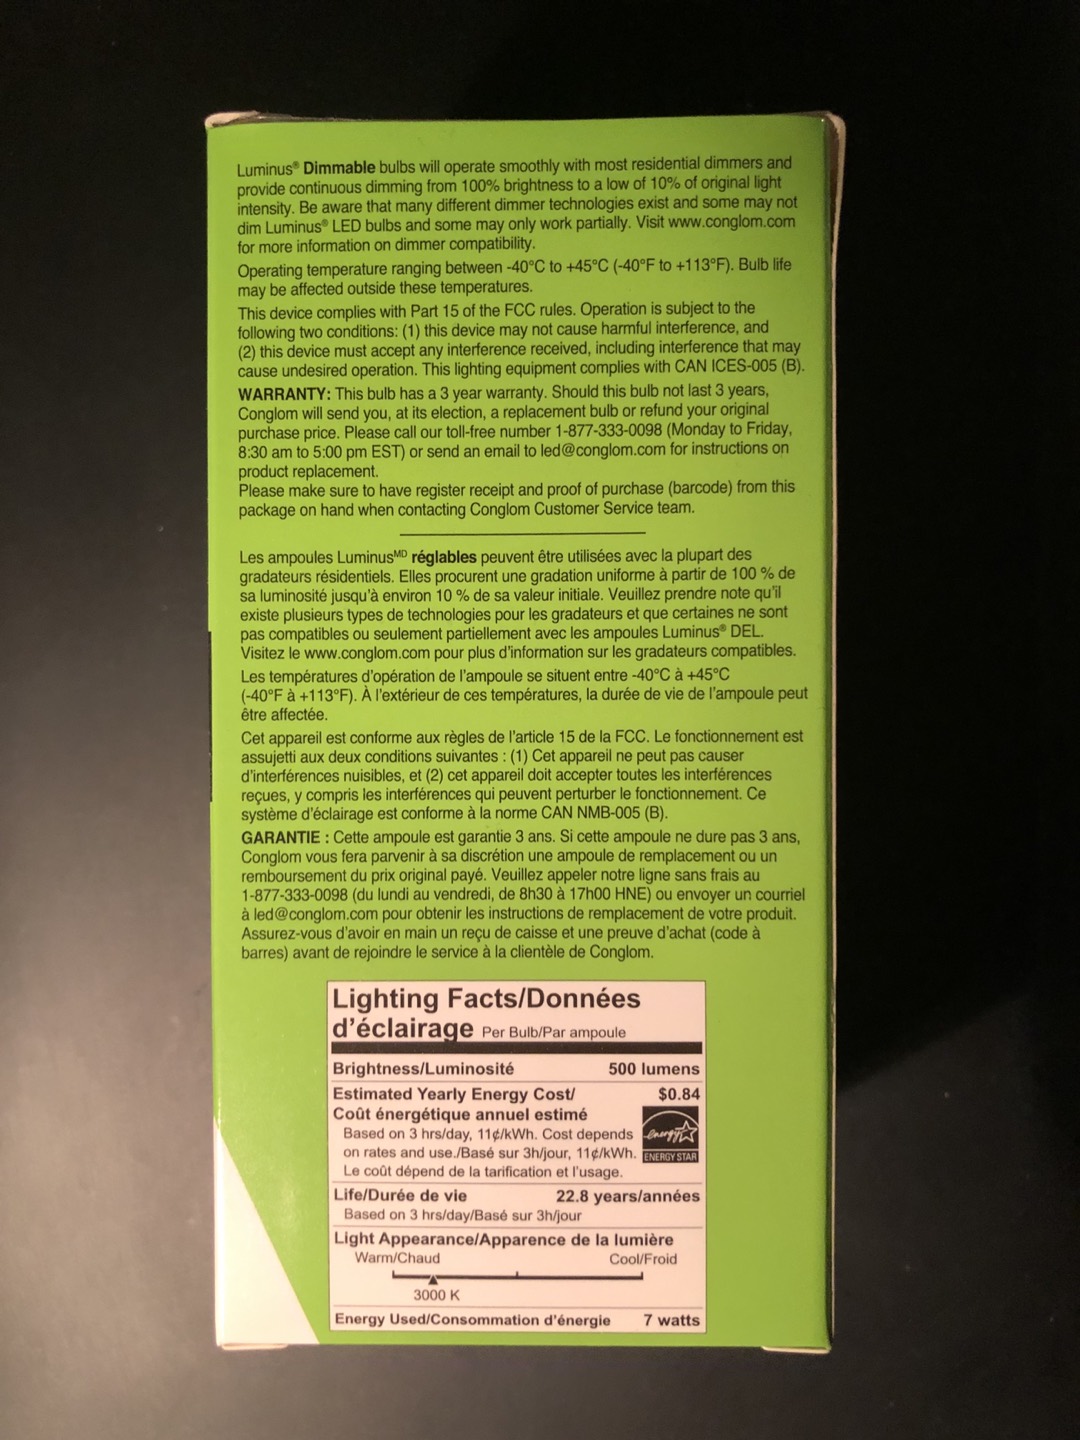 Luminus® Dimmable bulbs will operate smoothly with most residential dimmers and
provide continuous dimming from 100% brightness to a low of 10% of original light
intensity. Be aware that many different dimmer technologies exist and some may not
dim Luminus® LED bulbs and some may only work partially. Visit www.conglom.com
for more information on dimmer compatibility.
Operating temperature ranging between -40°C to +45°C (-40°F to +113°F). Bulb life
may be affected outside these temperatures.
This device complies with Part 15 of the FCC rules. Operation is subject to the
following two conditions: (1) this device may not cause harmful interference, and
(2) this device must accept any interference received, including interference that may
cause undesired operation. This lighting equipment complies with CAN ICES-005 (B).
WARRANTY: This bulb has a 3 year warranty. Should this bulb not last 3 years,
Conglom will send you, at its election, a replacement bulb or refund your original
purchase price. Please call our toll-free number 1-877-333-0098 (Monday to Friday,
8:30 am to 5:00 pm EST) or send an email to led@conglom.com for instructions on
product replacement.
Please make sure to have register receipt and proof of purchase (barcode) from this
package on hand when contacting Conglom Customer Service team.
Les ampoules Luminusᴹᴰ réglables peuvent être utilisées avec la plupart des
gradateurs résidentiels. Elles procurent une gradation uniforme à partir de 100 % de
sa luminosité jusqu'à environ 10 % de sa valeur initiale. Veuillez prendre note qu'il
existe plusieurs types de technologies pour les gradateurs et que certaines ne sont
pas compatibles ou seulement partiellement avec les ampoules Luminus® DEL.
Visitez le www.conglom.com pour plus d'information sur les gradateurs compatibles.
Les températures d'opération de l'ampoule se situent entre -40°C à +45°C
(-40°F à +113°F). À l'extérieur de ces températures, la durée de vie de l'ampoule peut
être affectée.
Cet appareil est conforme aux règles de l'article 15 de la FCC. Le fonctionnement est
assujetti aux deux conditions suivantes : (1) Cet appareil ne peut pas causer
d'interférences nuisibles, et (2) cet appareil doit accepter toutes les interférences
reçues, y compris les interférences qui peuvent perturber le fonctionnement. Ce
système d'éclairage est conforme à la norme CAN NMB-005 (B).
GARANTIE : Cette ampoule est garantie 3 ans. Si cette ampoule ne dure pas 3 ans,
Conglom vous fera parvenir à sa discrétion une ampoule de remplacement ou un
remboursement du prix original payé. Veuillez appeler notre ligne sans frais au
1-877-333-0098 (du lundi au vendredi, de 8h30 à 17h00 HNE) ou envoyer un courriel
à led@conglom.com pour obtenir les instructions de remplacement de votre produit.
Assurez-vous d'avoir en main un reçu de caisse et une preuve d'achat (code à
barres) avant de rejoindre le service à la clientèle de Conglom.
Lighting Facts/Données
d'éclairage Per Bulb/Par ampoule
Brightness/Luminosité 500 lumens
Estimated Yearly Energy Cost/ $0.84
Coût énergétique annuel estimé
Based on 3 hrs/day, 11¢/kWh. Cost depends
on rates and use./Basé sur 3h/jour, 11¢/kWh.
Le coût dépend de la tarification et l'usage.
energy
ENERGY STAR
Life/Durée de vie 22.8 years/années
Based on 3 hrs/day/Basé sur 3h/jour
Light Appearance/Apparence de la lumière
Warm/Chaud Cool/Froid
3000 K
Energy Used/Consommation d'énergie 7 watts